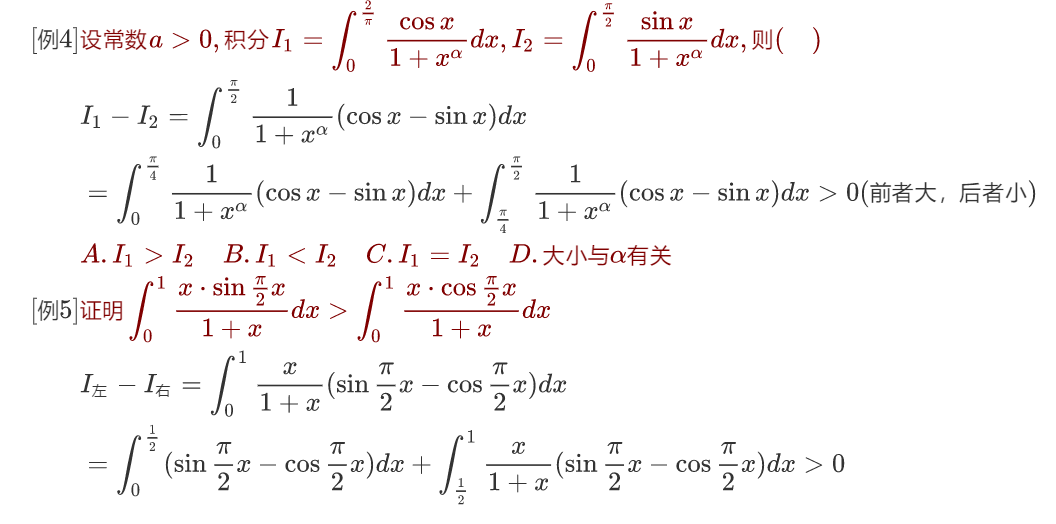 [例4]设常数a > 0, 积分I₁ = ∫₀^{2/π} cos x/(1 + x^α) dx, I₂ = ∫₀^{π/2} sin x/(1 + x^α) dx, 则( )
I₁ − I₂ = ∫₀^{π/2} 1/(1 + x^α) (cos x − sin x)dx
= ∫₀^{π/4} 1/(1 + x^α) (cos x − sin x)dx + ∫_{π/4}^{π/2} 1/(1 + x^α) (cos x − sin x)dx > 0(前者大，后者小)
A. I₁ > I₂ B. I₁ < I₂ C. I₁ = I₂ D. 大小与α有关
[例5]证明 ∫₀¹ x · sin (π/2)x/(1 + x) dx > ∫₀¹ x · cos (π/2)x/(1 + x) dx
I左 − I右 = ∫₀¹ x/(1 + x) (sin (π/2)x − cos (π/2)x)dx
= ∫₀^{1/2} (sin (π/2)x − cos (π/2)x)dx + ∫_{1/2}^{1} x/(1 + x) (sin (π/2)x − cos (π/2)x)dx > 0